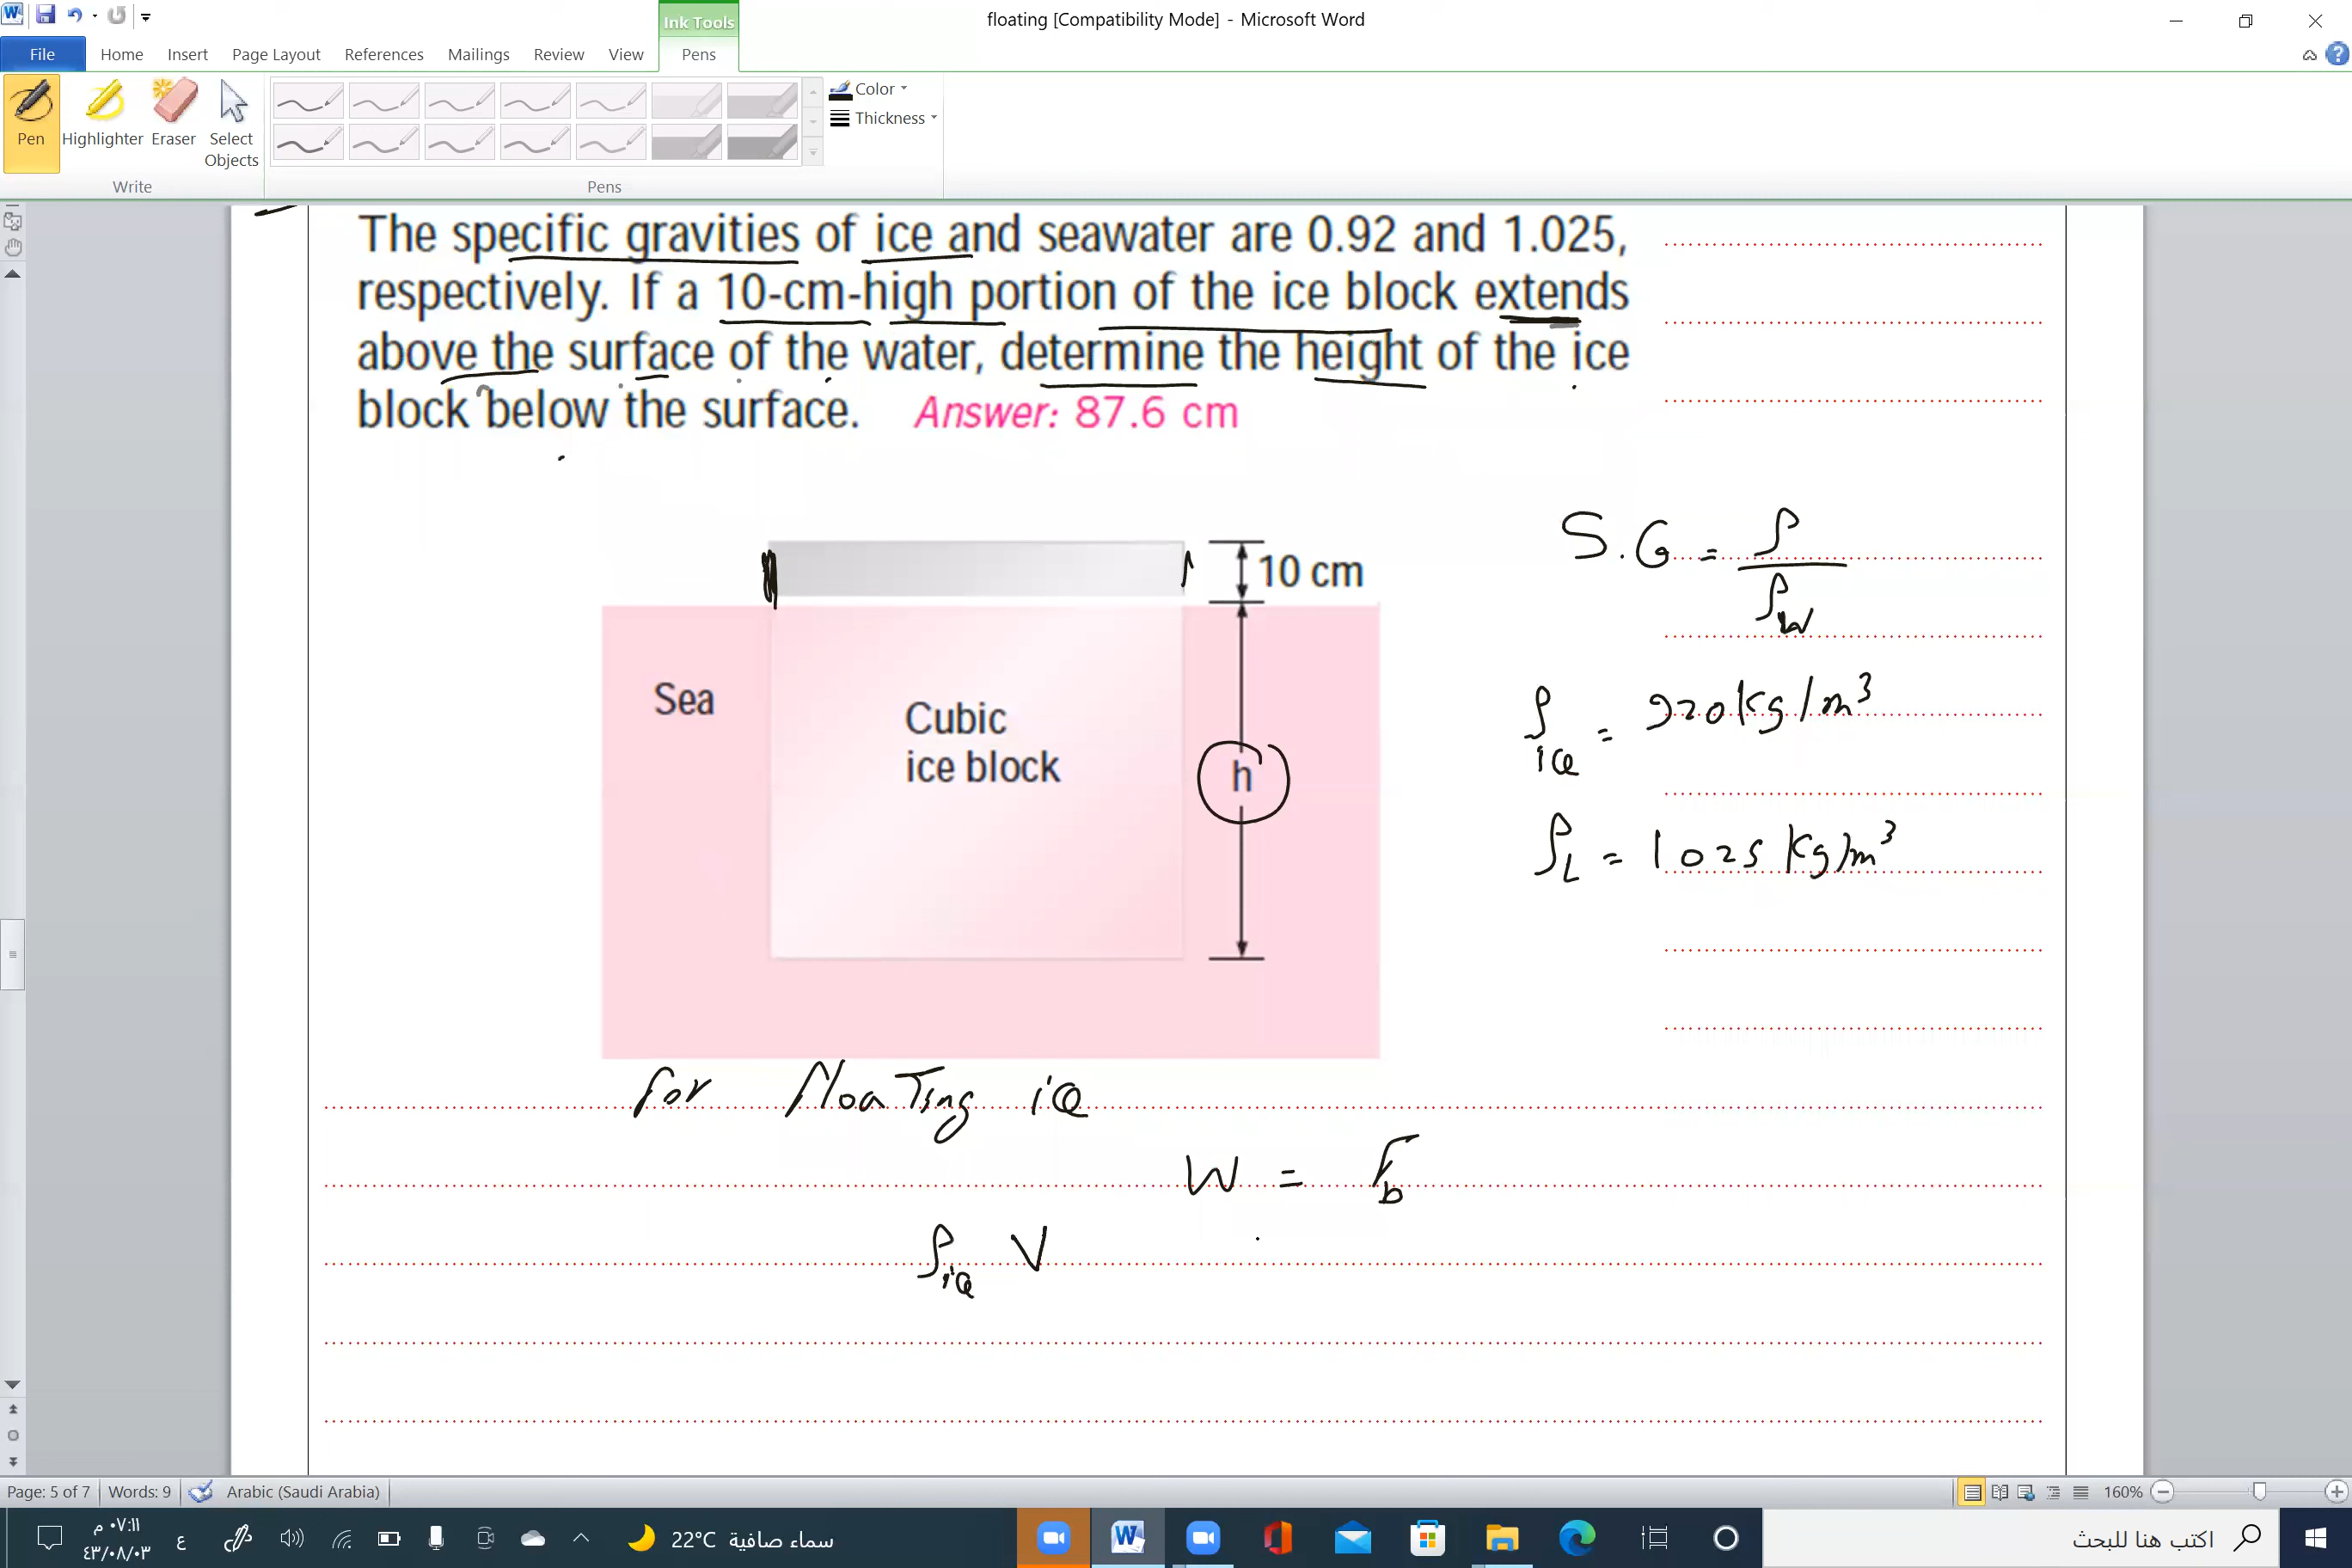 floating [Compatibility Mode] - Microsoft Word
Ink Tools
File Home Insert Page Layout References Mailings Review View Pens
Pen Highlighter Eraser Select Objects
Color
Thickness
Write Pens
The specific gravities of ice and seawater are 0.92 and 1.025,
respectively. If a 10-cm-high portion of the ice block extends
above the surface of the water, determine the height of the ice
block below the surface. Answer: 87.6 cm
S.G = ρ / ρw
10 cm
Sea
Cubic
ice block
h
ρice = 920 kg/m³
ρL = 1025 kg/m³
for floating ice
W = Fb
ρice V
Page: 5 of 7 Words: 9 Arabic (Saudi Arabia) 160%
٠٧:١١ م
٤٣/٠٨/٠٣
ع
22°C سماء صافية
اكتب هنا للبحث